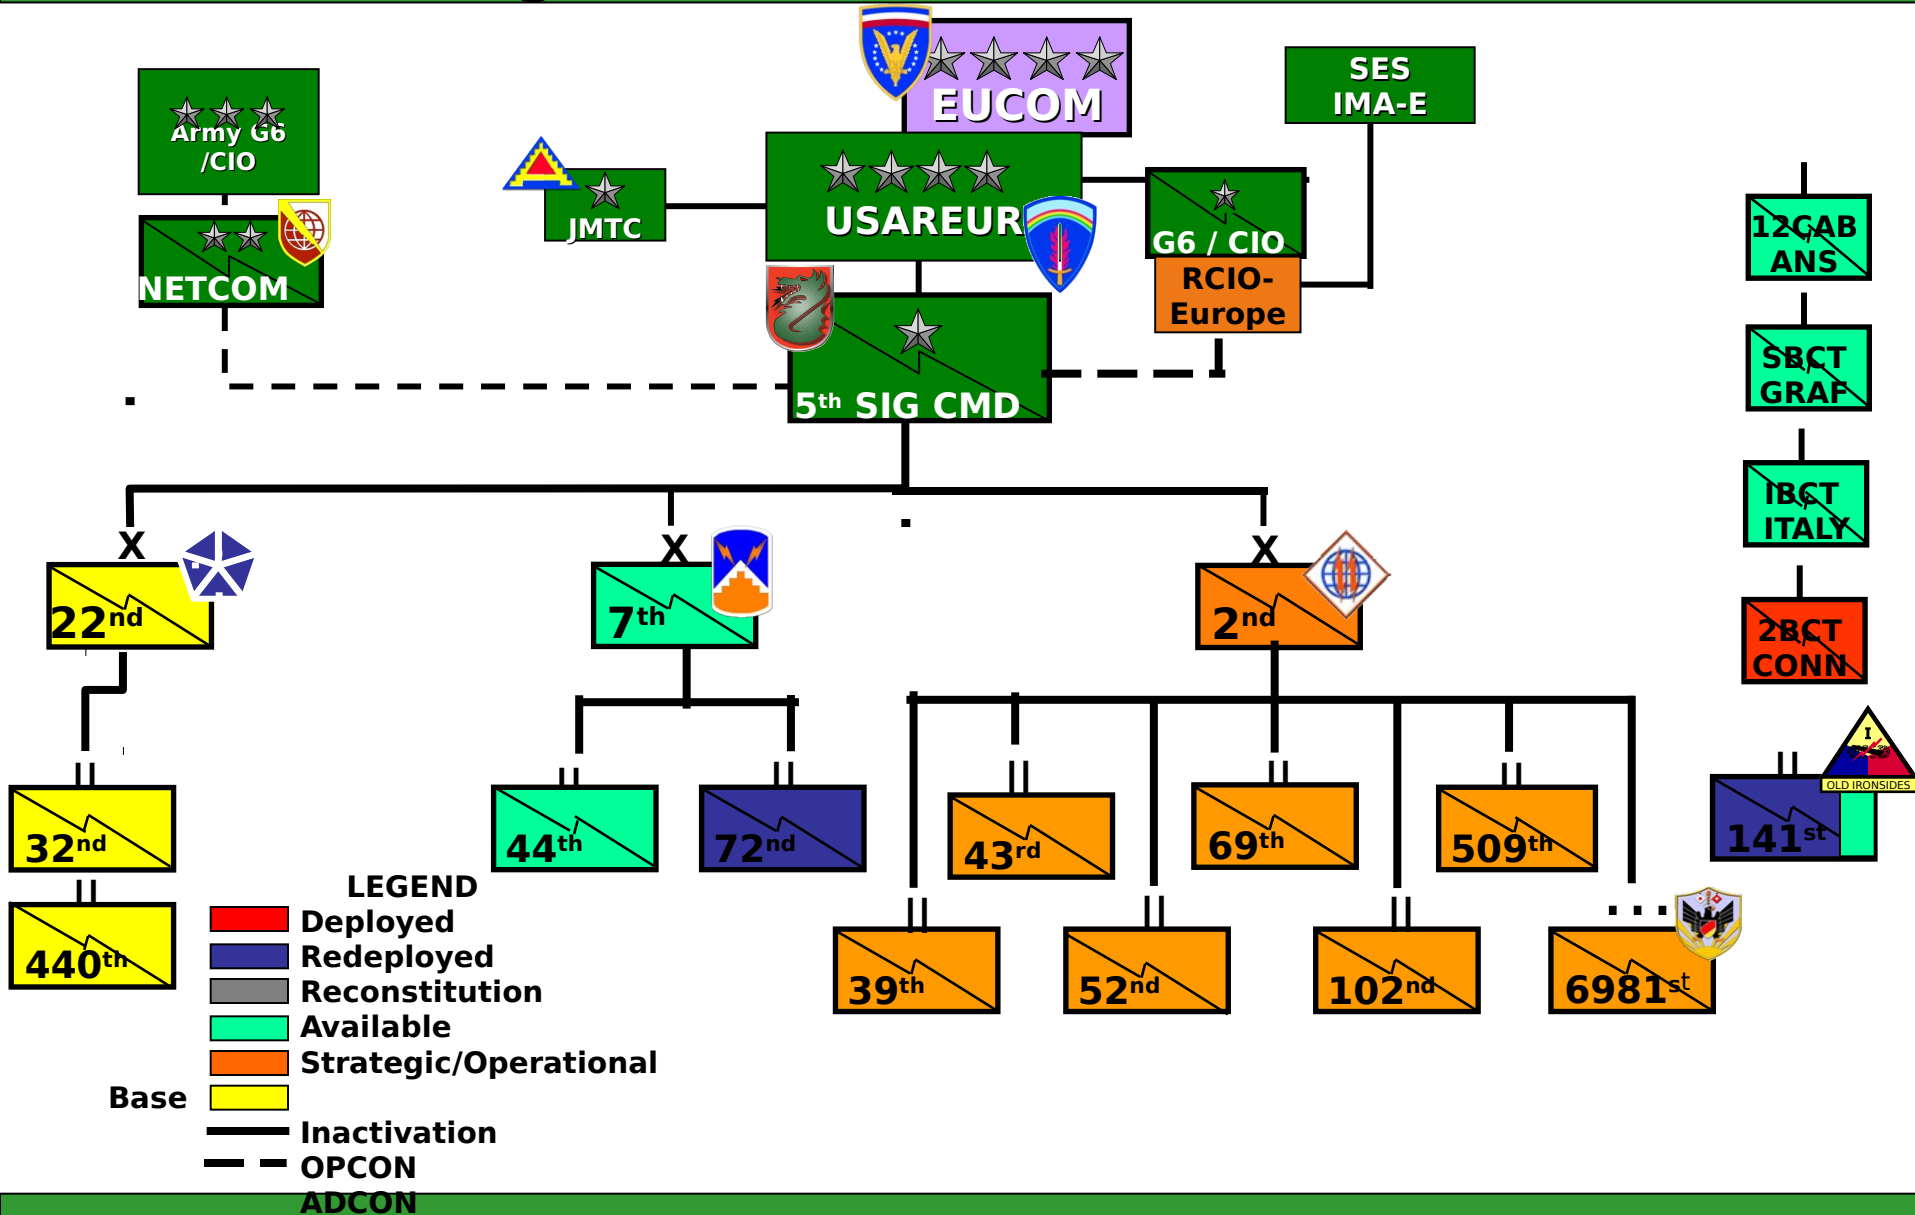 EUCOM
SES
IMA-E
Army G6
/CIO
JMTC
USAREUR
G6 / CIO
NETCOM
RCIO-
Europe
5th SIG CMD
12CAB
ANS
SBCT
GRAF
IBCT
ITALY
2BCT
CONN
X
X
X
22nd
7th
2nd
I
OLD IRONSIDES
32nd
44th
72nd
43rd
69th
509th
141st
440th
39th
52nd
102nd
6981st
LEGEND
Deployed
Redeployed
Reconstitution
Available
Strategic/Operational
Base
Inactivation
OPCON
ADCON